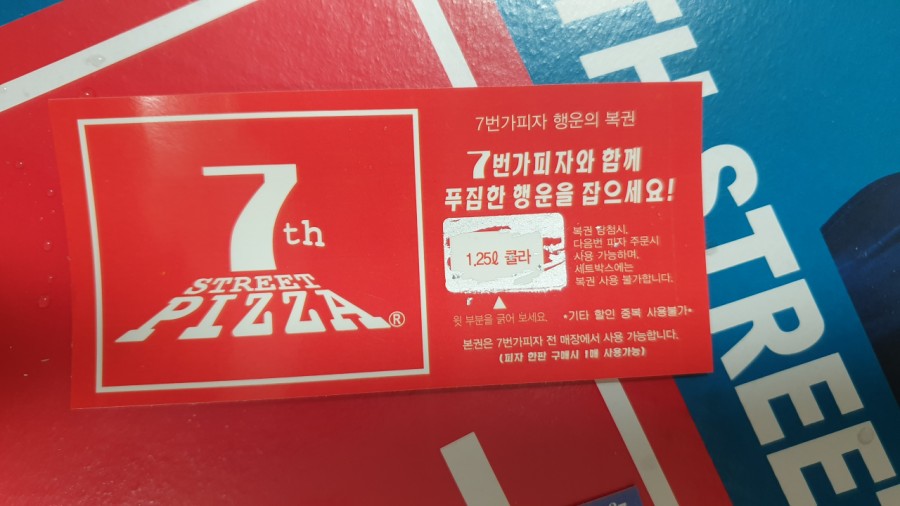 7th
STREET
PIZZA®
7번가피자 행운의 복권
7번가피자와 함께
푸짐한 행운을 잡으세요!
1.25ℓ 콜라
복권 당첨시,
다음번 피자 주문시
사용 가능하며,
세트박스에는
복권 사용 불가합니다.
윗 부분을 긁어 보세요.
*기타 할인 중복 사용불가*
본권은 7번가피자 전 매장에서 사용 가능합니다.
(피자 한판 구매시 1매 사용가능)
TH STREET